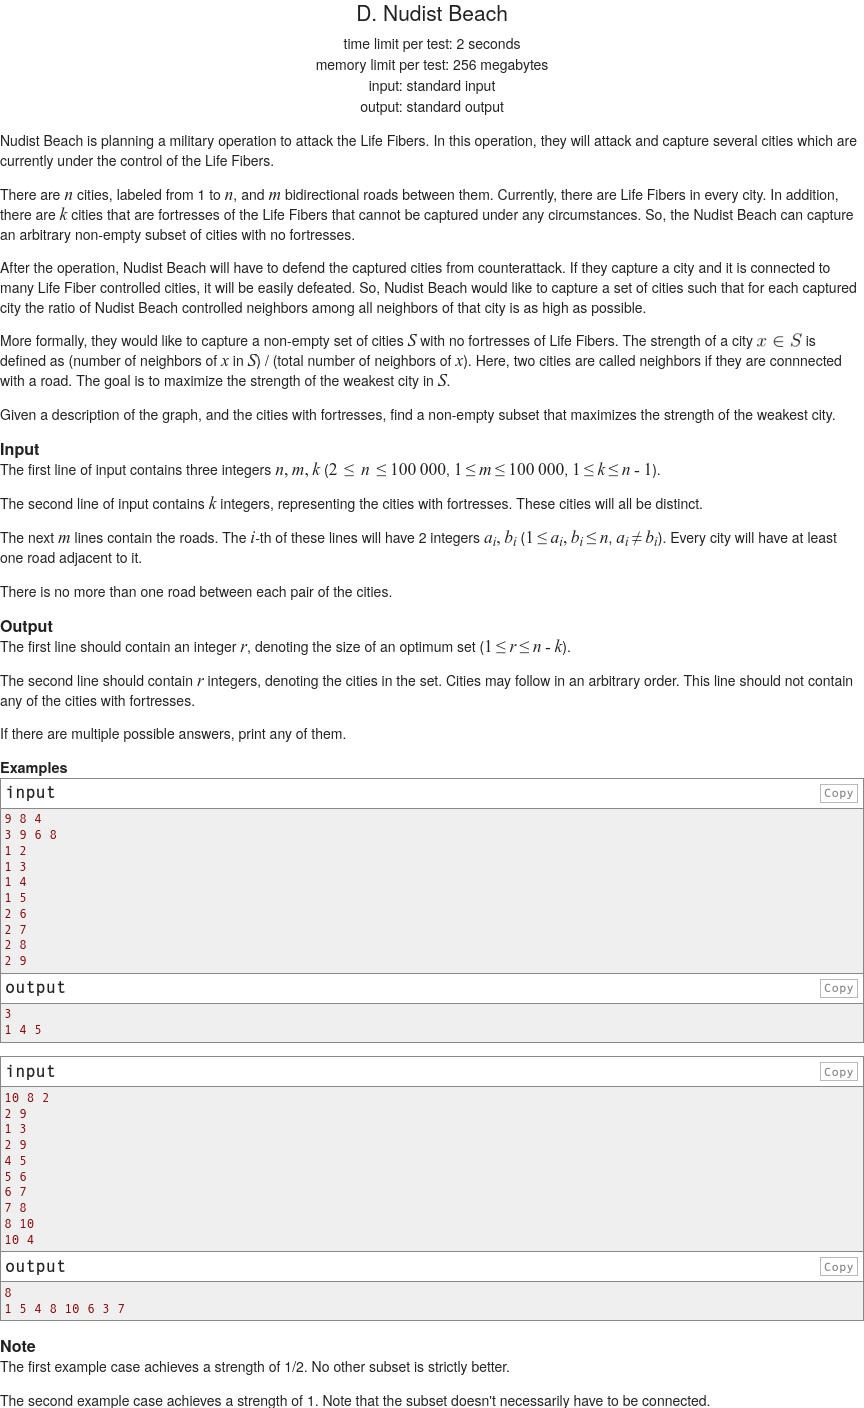 D. Nudist Beach
time limit per test: 2 seconds
memory limit per test: 256 megabytes
input: standard input
output: standard output
Nudist Beach is planning a military operation to attack the Life Fibers. In this operation, they will attack and capture several cities which are
currently under the control of the Life Fibers.
There are n cities, labeled from 1 to n, and m bidirectional roads between them. Currently, there are Life Fibers in every city. In addition,
there are k cities that are fortresses of the Life Fibers that cannot be captured under any circumstances. So, the Nudist Beach can capture
an arbitrary non-empty subset of cities with no fortresses.
After the operation, Nudist Beach will have to defend the captured cities from counterattack. If they capture a city and it is connected to
many Life Fiber controlled cities, it will be easily defeated. So, Nudist Beach would like to capture a set of cities such that for each captured
city the ratio of Nudist Beach controlled neighbors among all neighbors of that city is as high as possible.
More formally, they would like to capture a non-empty set of cities S with no fortresses of Life Fibers. The strength of a city x ∈ S is
defined as (number of neighbors of x in S) / (total number of neighbors of x). Here, two cities are called neighbors if they are connnected
with a road. The goal is to maximize the strength of the weakest city in S.
Given a description of the graph, and the cities with fortresses, find a non-empty subset that maximizes the strength of the weakest city.
Input
The first line of input contains three integers n, m, k (2 ≤ n ≤ 100 000, 1 ≤ m ≤ 100 000, 1 ≤ k ≤ n - 1).
The second line of input contains k integers, representing the cities with fortresses. These cities will all be distinct.
The next m lines contain the roads. The i-th of these lines will have 2 integers ai, bi (1 ≤ ai, bi ≤ n, ai ≠ bi). Every city will have at least
one road adjacent to it.
There is no more than one road between each pair of the cities.
Output
The first line should contain an integer r, denoting the size of an optimum set (1 ≤ r ≤ n - k).
The second line should contain r integers, denoting the cities in the set. Cities may follow in an arbitrary order. This line should not contain
any of the cities with fortresses.
If there are multiple possible answers, print any of them.
Examples
input Copy
9 8 4
3 9 6 8
1 2
1 3
1 4
1 5
2 6
2 7
2 8
2 9
output Copy
3
1 4 5
input Copy
10 8 2
2 9
1 3
2 9
4 5
5 6
6 7
7 8
8 10
10 4
output Copy
8
1 5 4 8 10 6 3 7
Note
The first example case achieves a strength of 1/2. No other subset is strictly better.
The second example case achieves a strength of 1. Note that the subset doesn't necessarily have to be connected.